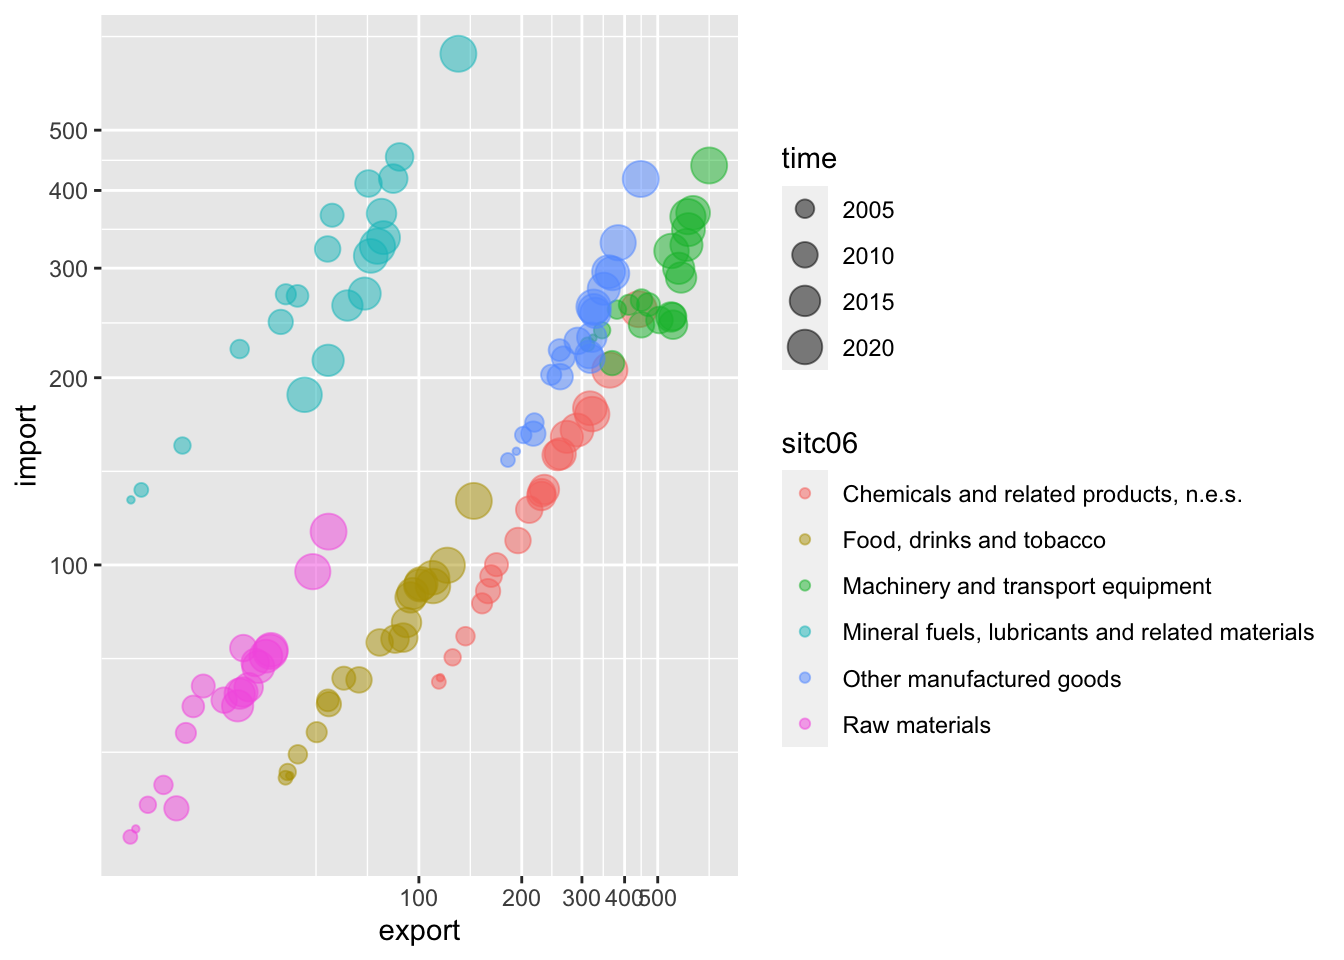 500
400
300
200
100
import
100 200 300 400 500
export
time
2005
2010
2015
2020
sitc06
Chemicals and related products, n.e.s.
Food, drinks and tobacco
Machinery and transport equipment
Mineral fuels, lubricants and related materials
Other manufactured goods
Raw materials